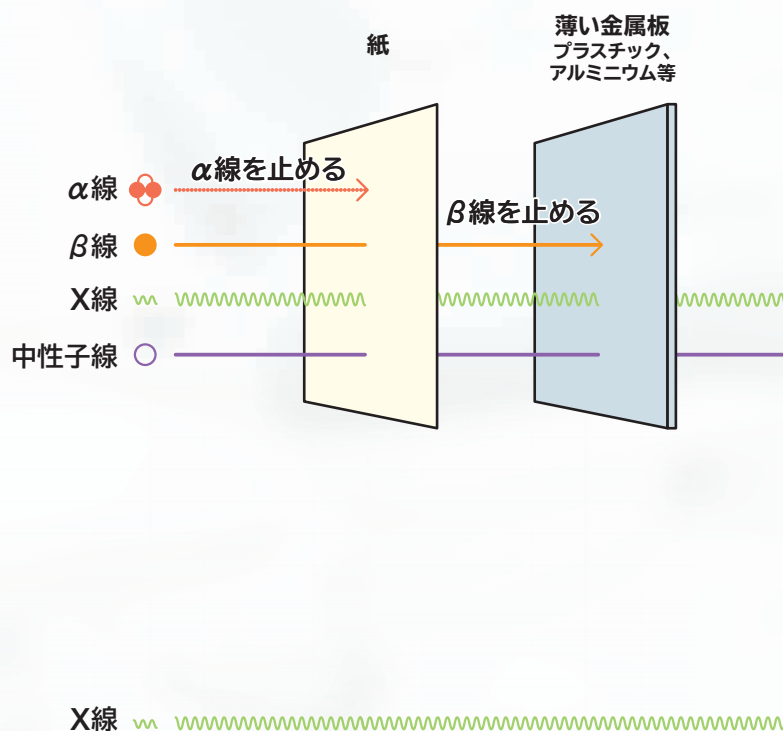 紙
薄い金属板
プラスチック、
アルミニウム等
α線を止める
α線
β線を止める
β線
X線
中性子線
X線